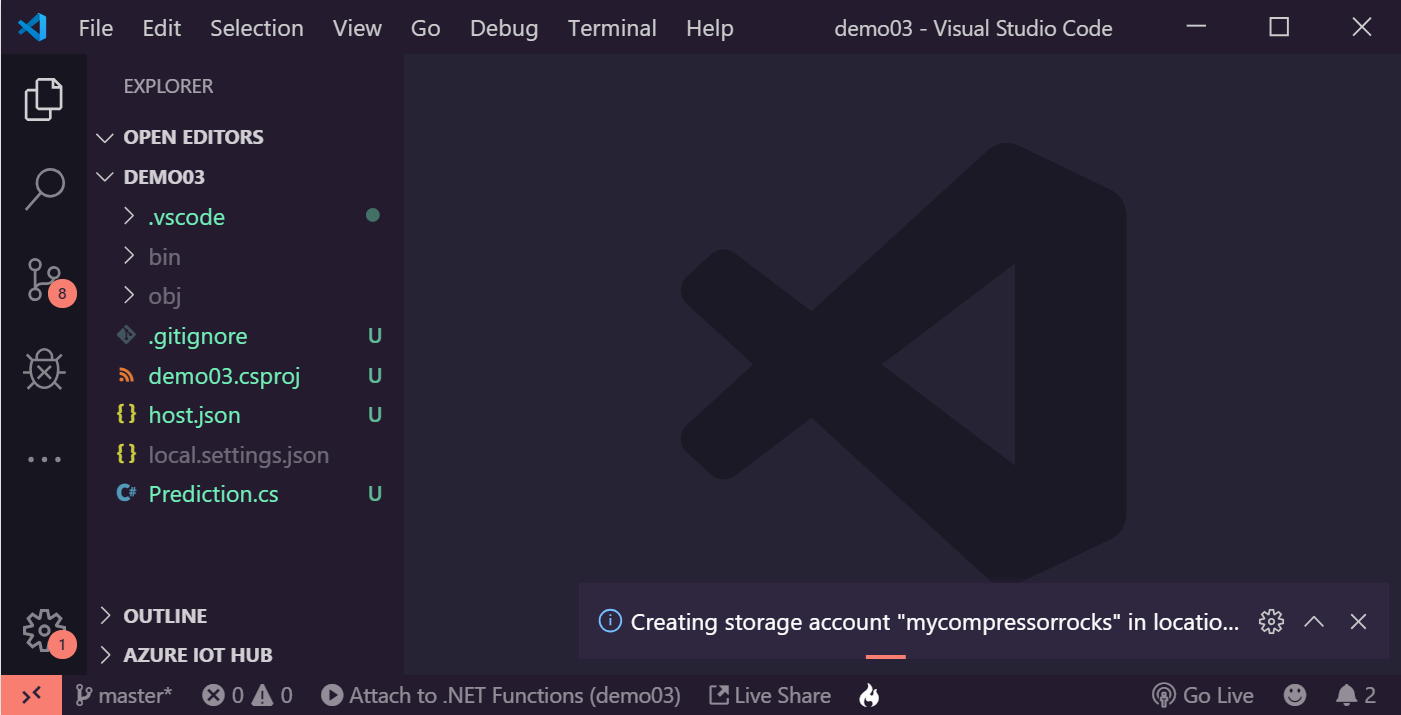 File Edit Selection View Go Debug Terminal Help demo03 - Visual Studio Code
EXPLORER
OPEN EDITORS
DEMO03
.vscode
bin
obj
.gitignore U
demo03.csproj U
{} host.json U
{} local.settings.json
C# Prediction.cs U
8
OUTLINE
AZURE IOT HUB
1
Creating storage account "mycompressorrocks" in locatio...
master* 0 0 Attach to .NET Functions (demo03) Live Share Go Live 2